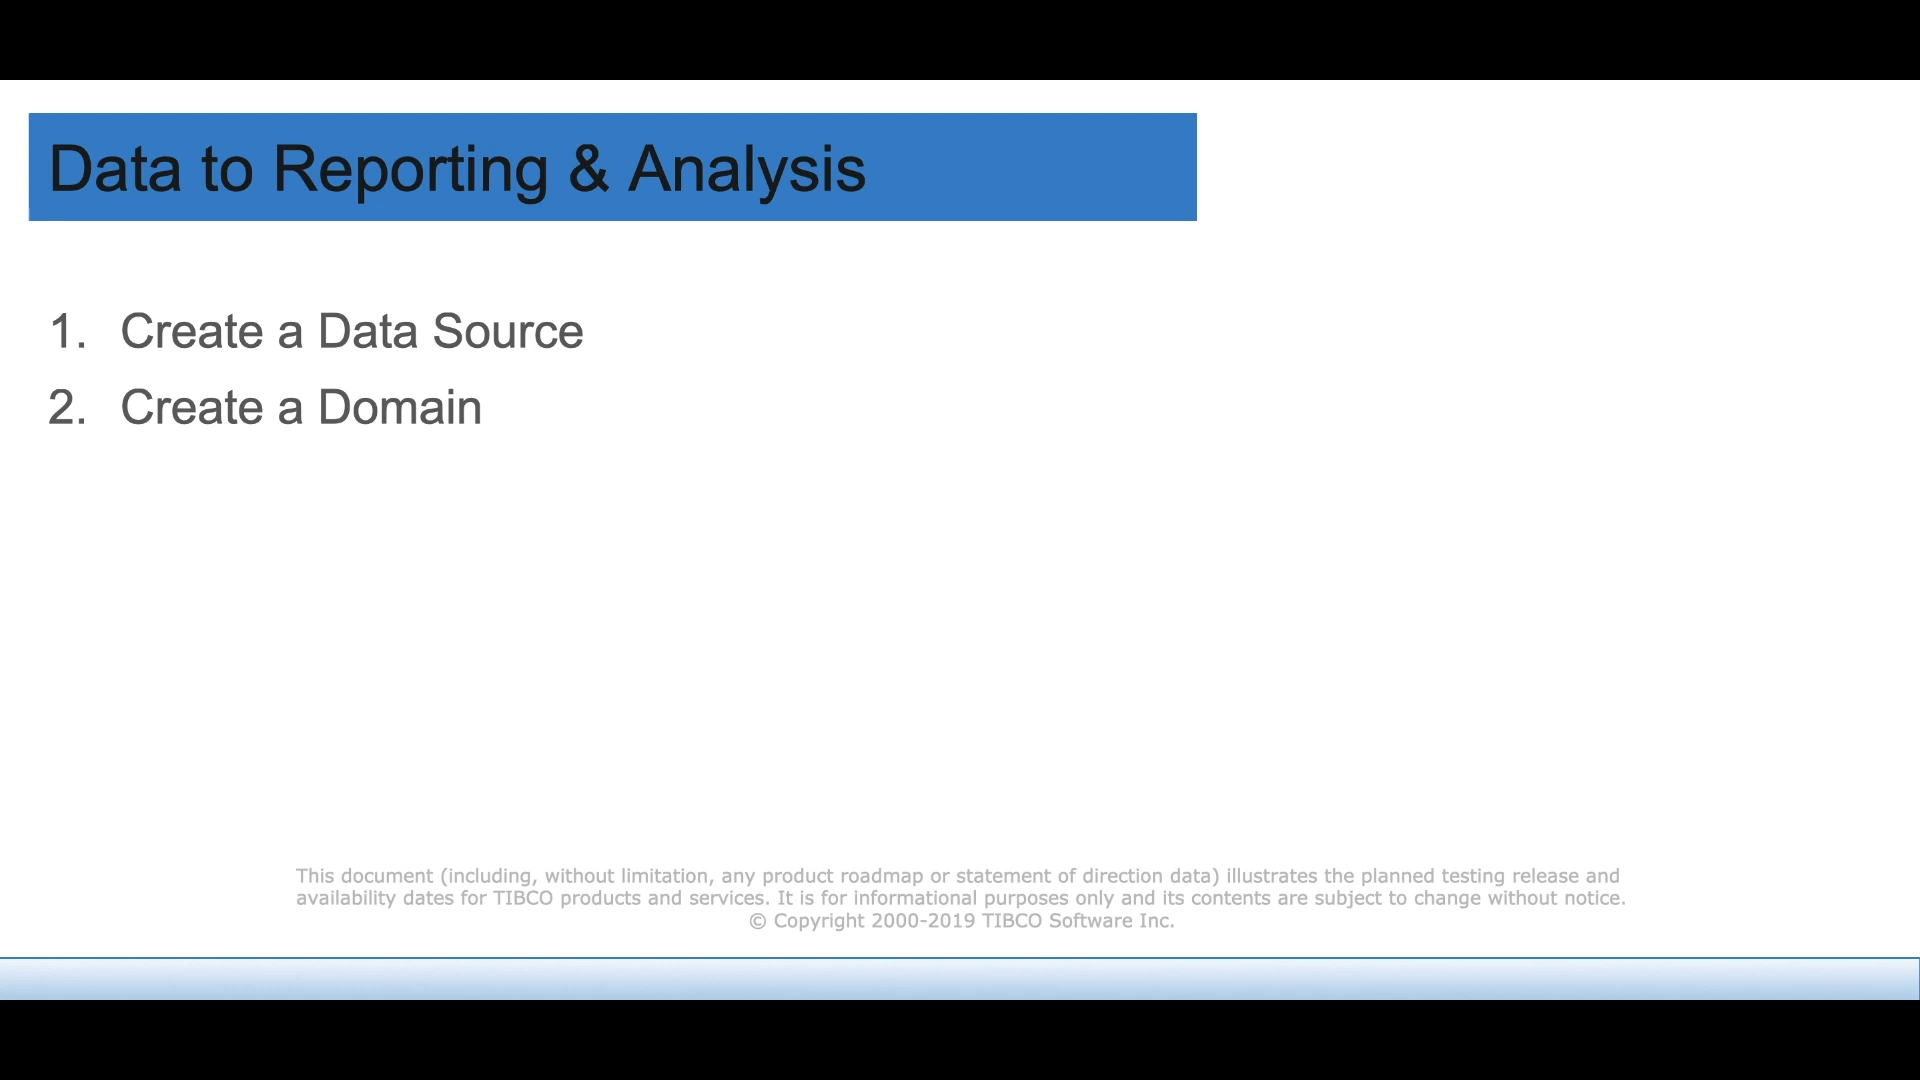 Data to Reporting & Analysis
1. Create a Data Source
2. Create a Domain
This document (including, without limitation, any product roadmap or statement of direction data) illustrates the planned testing release and
availability dates for TIBCO products and services. It is for informational purposes only and its contents are subject to change without notice.
© Copyright 2000-2019 TIBCO Software Inc.